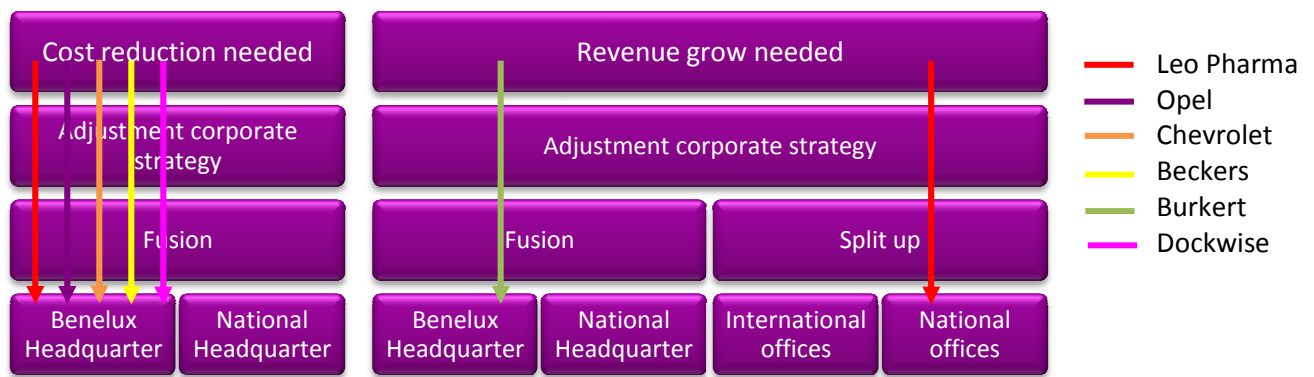 Cost reduction needed
Revenue grow needed
Adjustment corporate
strategy
Adjustment corporate strategy
Fusion
Fusion
Split up
Benelux
Headquarter
National
Headquarter
Benelux
Headquarter
National
Headquarter
International
offices
National
offices
Leo Pharma
Opel
Chevrolet
Beckers
Burkert
Dockwise